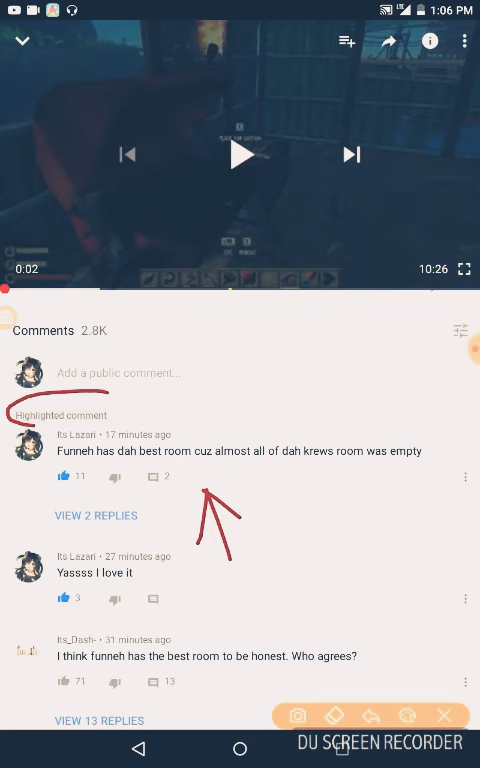 LTE 1:06 PM
0:02 10:26
Comments 2.8K
Add a public comment...
Highlighted comment
Its Lazari • 17 minutes ago
Funneh has dah best room cuz almost all of dah krews room was empty
11 2
VIEW 2 REPLIES
Its Lazari • 27 minutes ago
Yassss I love it
3
Its_Dash- • 31 minutes ago
I think funneh has the best room to be honest. Who agrees?
71 13
VIEW 13 REPLIES
DU SCREEN RECORDER